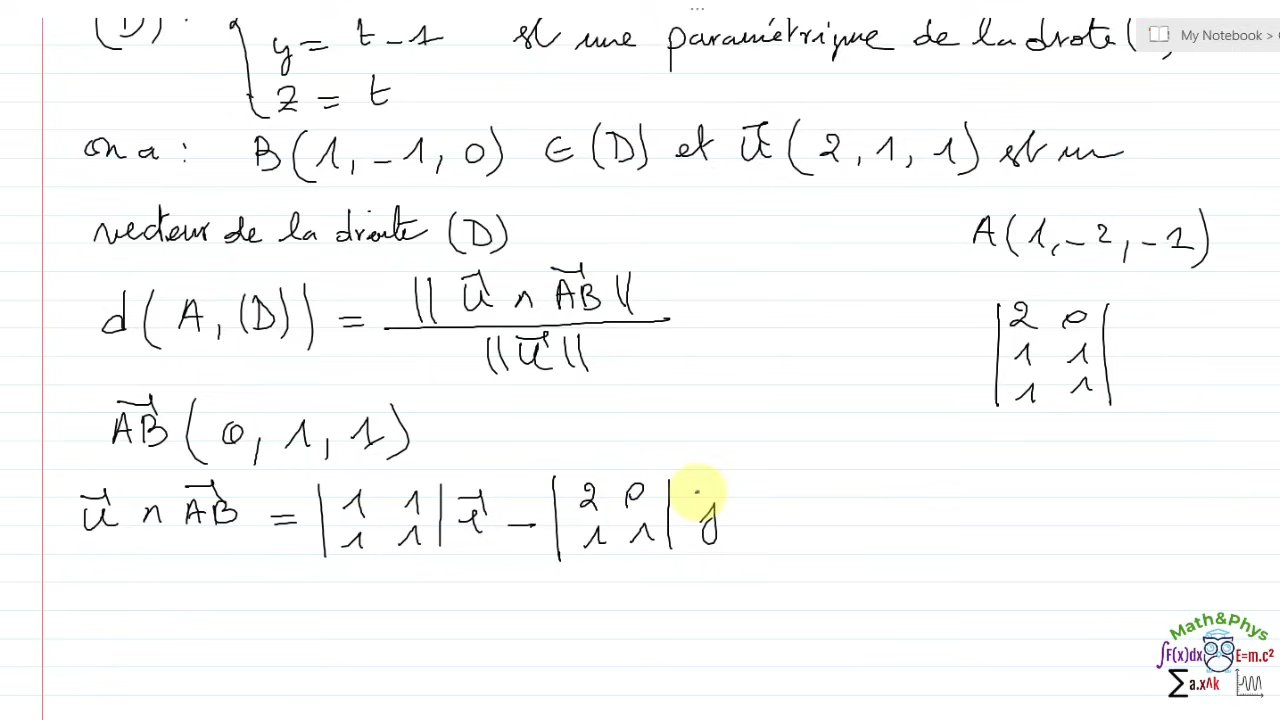 (D) : y = t - 1 est une paramétrique de la drote (
z = t
My Notebook >
on a : B(1, -1, 0) ∈ (D) et u⃗(2, 1, 1) est un
vecteur de la droite (D)
A(1, -2, -1)
d(A, (D)) = ||u⃗ ∧ AB⃗|| / ||u⃗||
|2 0|
|1 1|
|1 1|
AB⃗(0, 1, 1)
u⃗ ∧ AB⃗ = |1 1; 1 1| i⃗ - |2 0; 1 1| j
Math&Phys
∫F(x)dx E=m.c²
∑ a.x^k